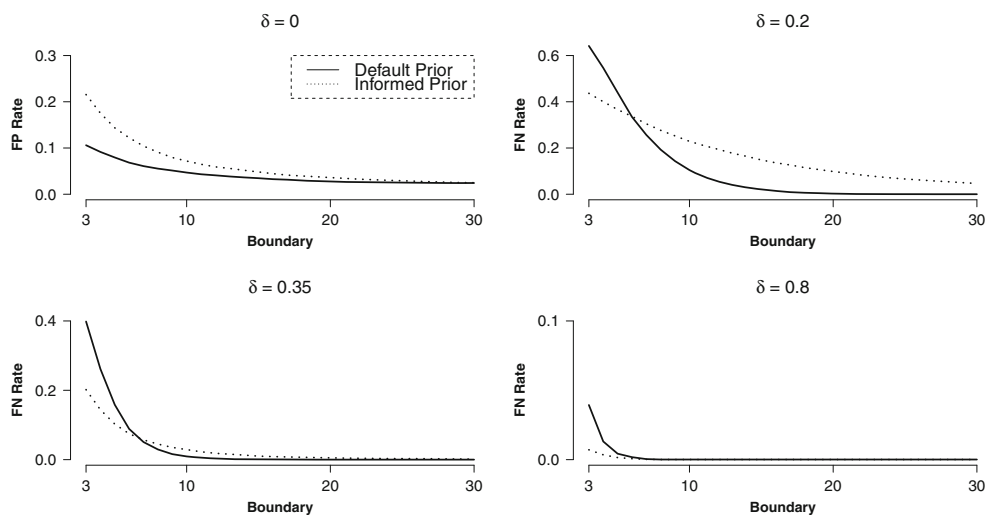 δ = 0
0.3
0.2
0.1
0.0
FP Rate
Default Prior
Informed Prior
3 10 20 30
Boundary
δ = 0.2
0.6
0.4
0.2
0.0
FN Rate
3 10 20 30
Boundary
δ = 0.35
0.4
0.2
0.0
FN Rate
3 10 20 30
Boundary
δ = 0.8
0.1
0.0
FN Rate
3 10 20 30
Boundary